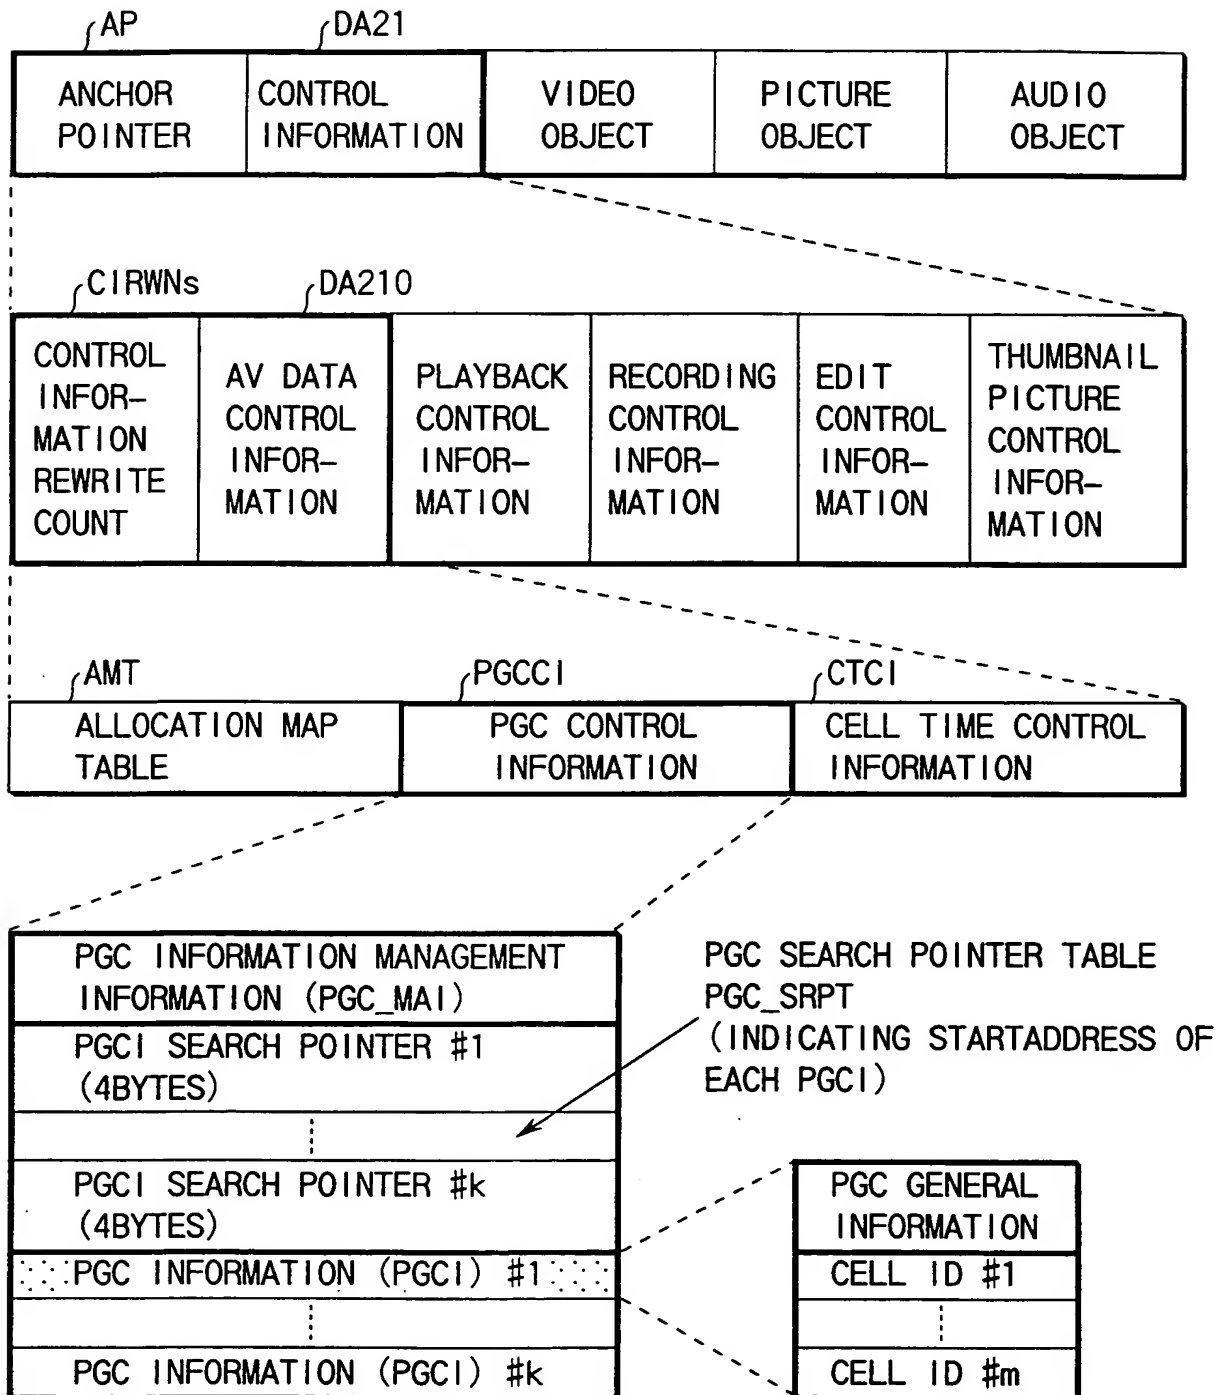 AP
DA21
ANCHOR
POINTER
CONTROL
INFORMATION
VIDEO
OBJECT
PICTURE
OBJECT
AUDIO
OBJECT
CIRWNs
DA210
CONTROL
INFOR-
MATION
REWRITE
COUNT
AV DATA
CONTROL
INFOR-
MATION
PLAYBACK
CONTROL
INFOR-
MATION
RECORDING
CONTROL
INFOR-
MATION
EDIT
CONTROL
INFOR-
MATION
THUMBNAIL
PICTURE
CONTROL
INFOR-
MATION
AMT
PGCCI
CTCI
ALLOCATION MAP
TABLE
PGC CONTROL
INFORMATION
CELL TIME CONTROL
INFORMATION
PGC INFORMATION MANAGEMENT
INFORMATION (PGC_MAI)
PGCI SEARCH POINTER #1
(4BYTES)
PGCI SEARCH POINTER #k
(4BYTES)
PGC INFORMATION (PGCI) #1
PGC INFORMATION (PGCI) #k
PGC SEARCH POINTER TABLE
PGC_SRPT
(INDICATING STARTADDRESS OF
EACH PGCI)
PGC GENERAL
INFORMATION
CELL ID #1
CELL ID #m